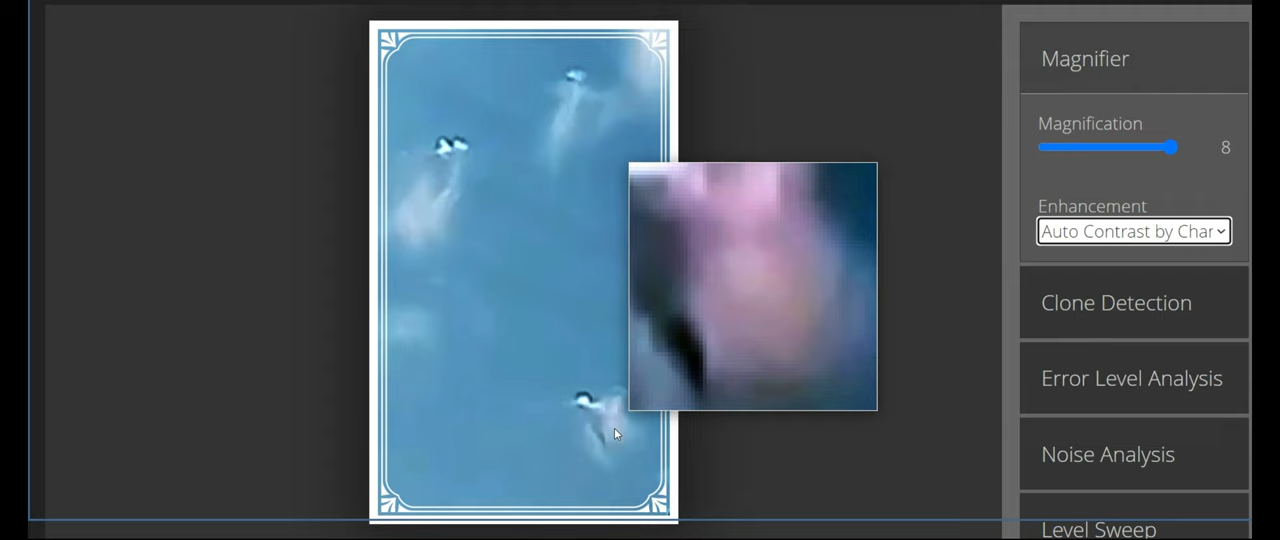 Magnifier
Magnification
8
Enhancement
Auto Contrast by Char
Clone Detection
Error Level Analysis
Noise Analysis
Level Sweep